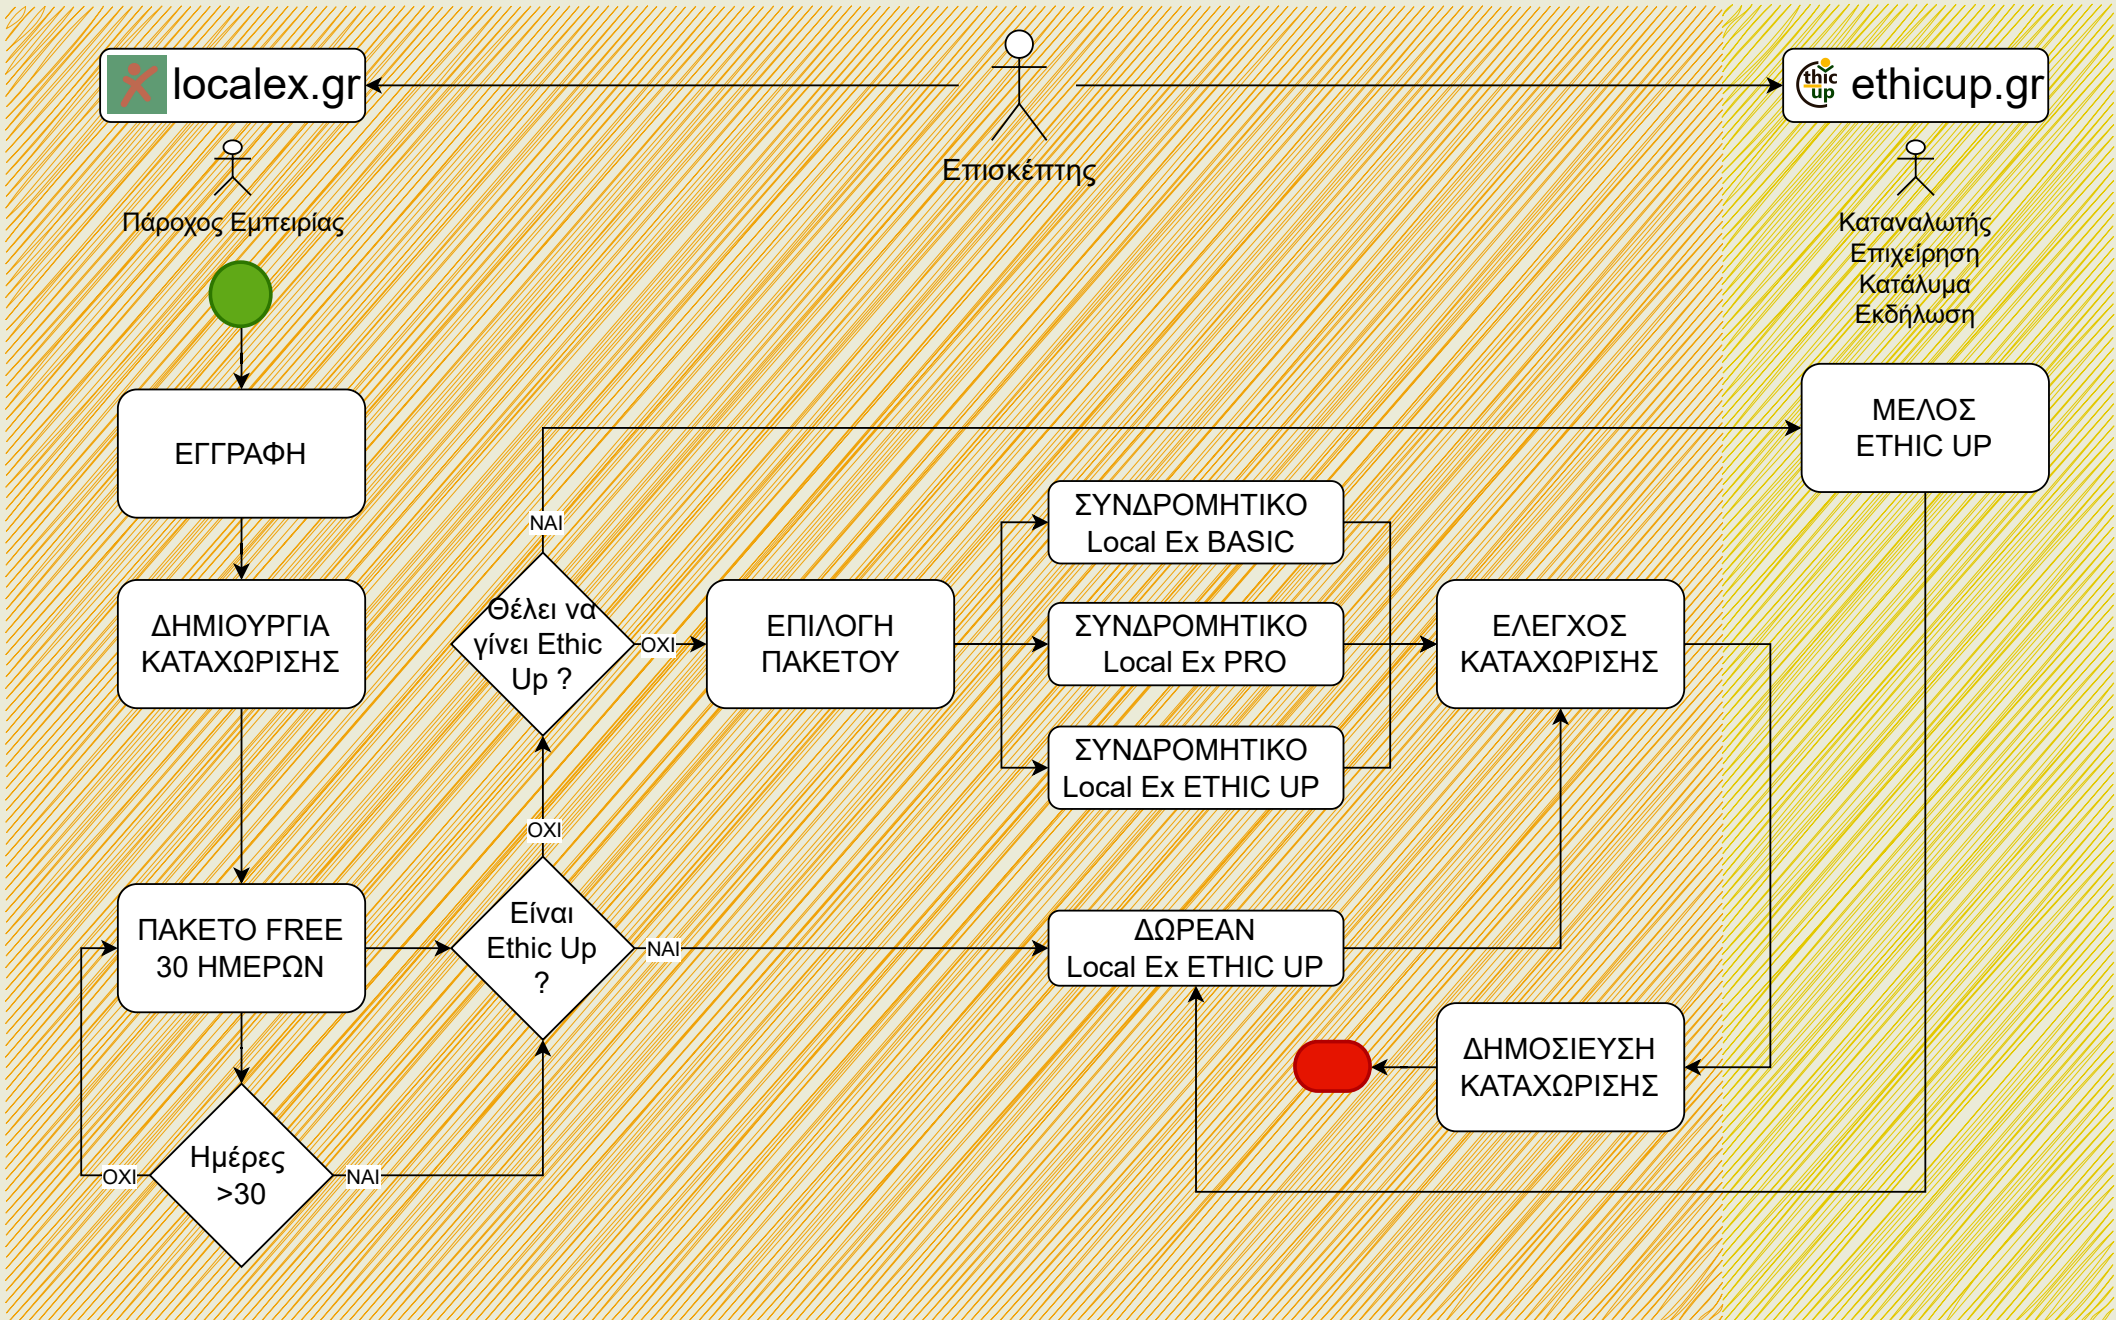 localex.gr
Επισκέπτης
thic
up
ethicup.gr
Πάροχος Εμπειρίας
Καταναλωτής
Επιχείρηση
Κατάλυμα
Εκδήλωση
ΕΓΓΡΑΦΗ
ΜΕΛΟΣ
ETHIC UP
ΔΗΜΙΟΥΡΓΙΑ
ΚΑΤΑΧΩΡΙΣΗΣ
ΝΑΙ
Θέλει να
γίνει Ethic
Up ?
ΟΧΙ
ΕΠΙΛΟΓΗ
ΠΑΚΕΤΟΥ
ΣΥΝΔΡΟΜΗΤΙΚΟ
Local Ex BASIC
ΣΥΝΔΡΟΜΗΤΙΚΟ
Local Ex PRO
ΣΥΝΔΡΟΜΗΤΙΚΟ
Local Ex ETHIC UP
ΕΛΕΓΧΟΣ
ΚΑΤΑΧΩΡΙΣΗΣ
ΟΧΙ
ΠΑΚΕΤΟ FREE
30 ΗΜΕΡΩΝ
Είναι
Ethic Up
?
ΝΑΙ
ΔΩΡΕΑΝ
Local Ex ETHIC UP
ΔΗΜΟΣΙΕΥΣΗ
ΚΑΤΑΧΩΡΙΣΗΣ
ΟΧΙ
Ημέρες
>30
ΝΑΙ